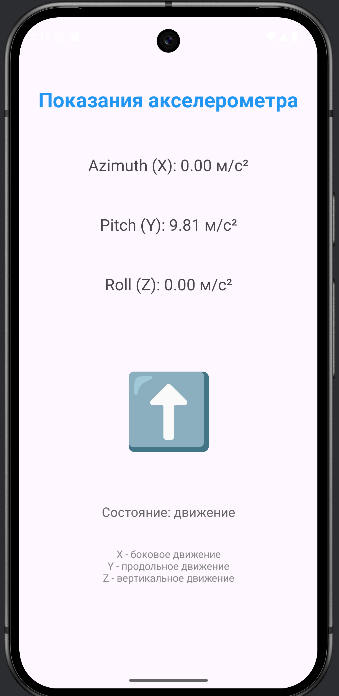 Показания акселерометра
Azimuth (X): 0.00 м/с²
Pitch (Y): 9.81 м/с²
Roll (Z): 0.00 м/с²
Состояние: движение
X - боковое движение
Y - продольное движение
Z - вертикальное движение